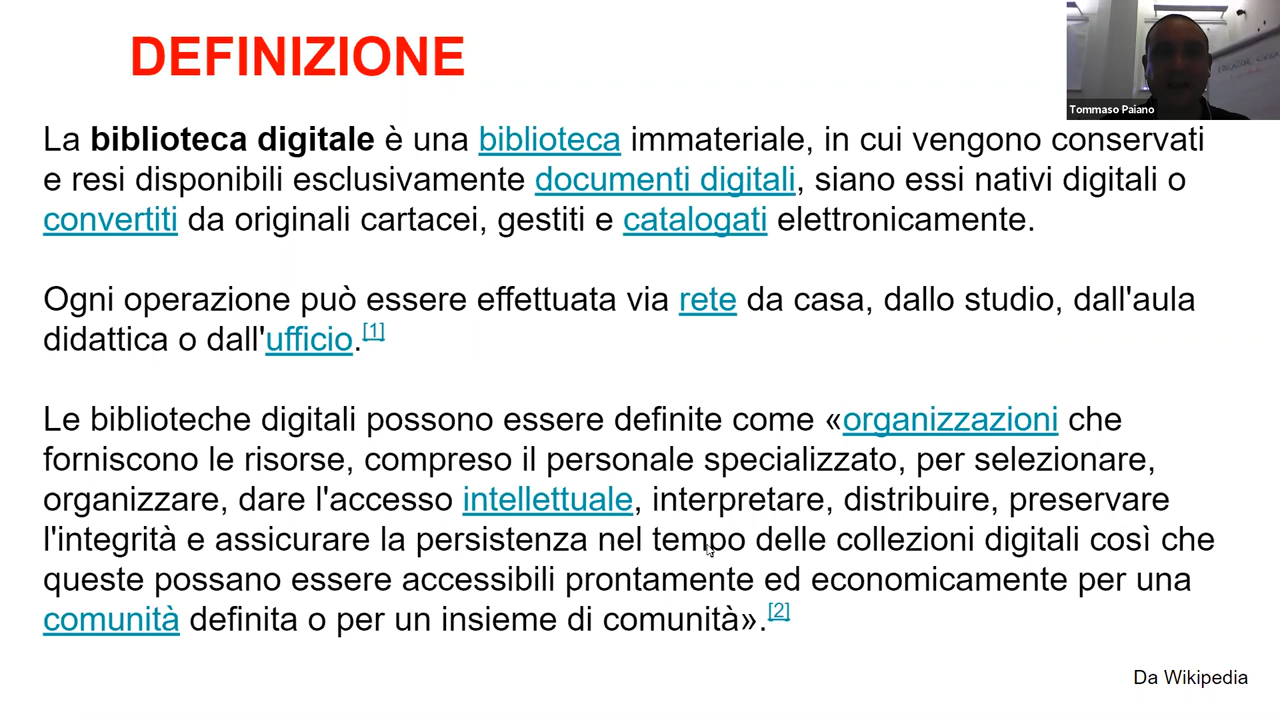 DEFINIZIONE
Tommaso Paiano
La biblioteca digitale è una biblioteca immateriale, in cui vengono conservati
e resi disponibili esclusivamente documenti digitali, siano essi nativi digitali o
convertiti da originali cartacei, gestiti e catalogati elettronicamente.
Ogni operazione può essere effettuata via rete da casa, dallo studio, dall'aula
didattica o dall'ufficio.[1]
Le biblioteche digitali possono essere definite come «organizzazioni che
forniscono le risorse, compreso il personale specializzato, per selezionare,
organizzare, dare l'accesso intellettuale, interpretare, distribuire, preservare
l'integrità e assicurare la persistenza nel tempo delle collezioni digitali così che
queste possano essere accessibili prontamente ed economicamente per una
comunità definita o per un insieme di comunità».[2]
Da Wikipedia